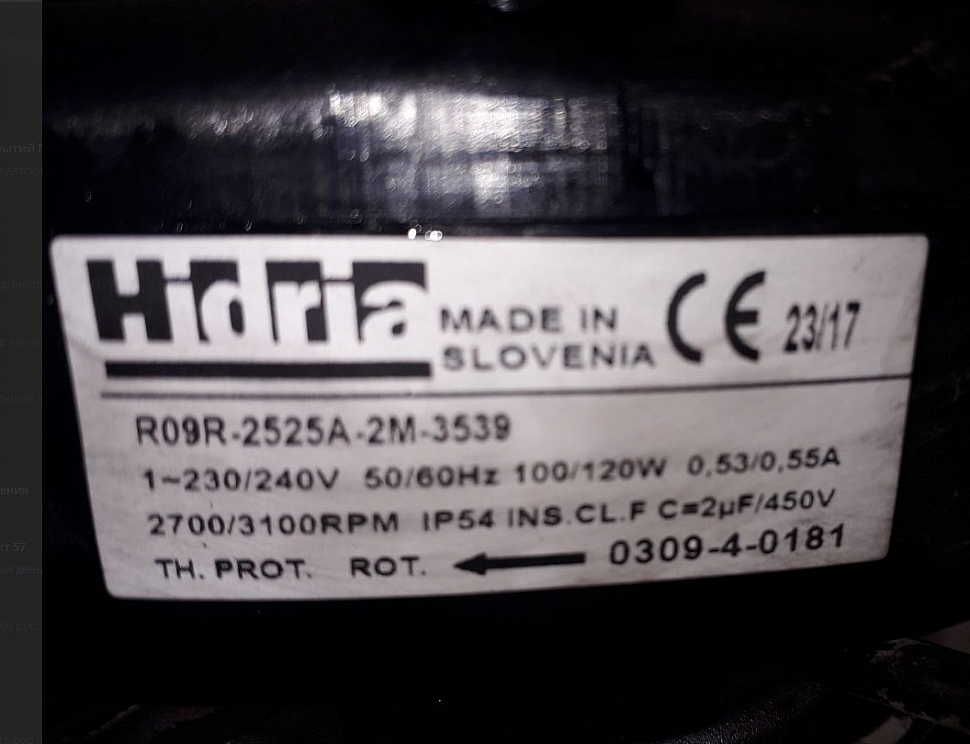 Hidria
MADE IN
SLOVENIA
CE 23/17
R09R-2525A-2M-3539
1~230/240V 50/60Hz 100/120W 0,53/0,55A
2700/3100RPM IP54 INS.CL.F C=2µF/450V
TH. PROT. ROT. 0309-4-0181